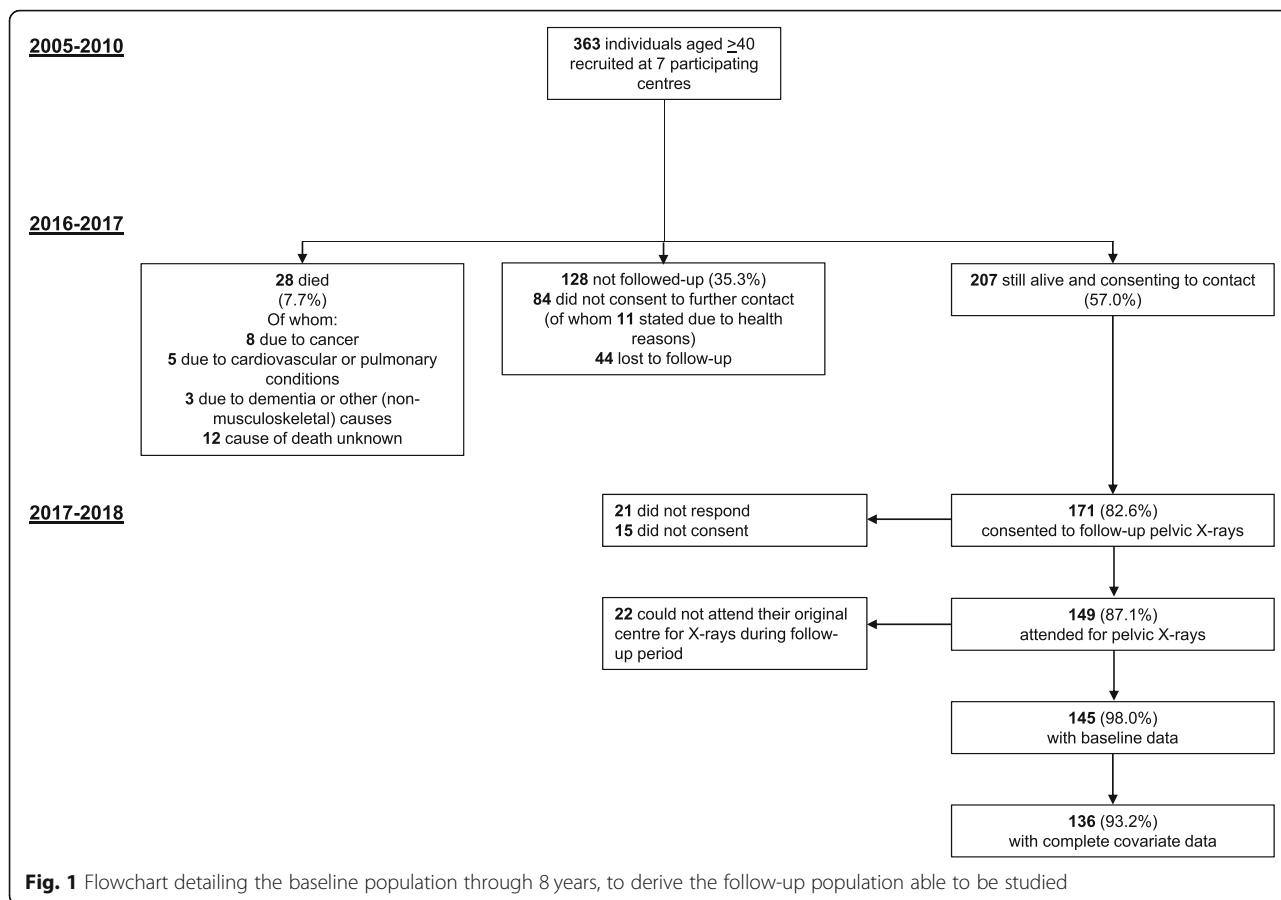 2005-2010
363 individuals aged ≥40
recruited at 7 participating
centres
2016-2017
28 died
(7.7%)
Of whom:
8 due to cancer
5 due to cardiovascular or pulmonary
conditions
3 due to dementia or other (non-
musculoskeletal) causes
12 cause of death unknown
128 not followed-up (35.3%)
84 did not consent to further contact
(of whom 11 stated due to health
reasons)
44 lost to follow-up
207 still alive and consenting to contact
(57.0%)
2017-2018
21 did not respond
15 did not consent
171 (82.6%)
consented to follow-up pelvic X-rays
22 could not attend their original
centre for X-rays during follow-
up period
149 (87.1%)
attended for pelvic X-rays
145 (98.0%)
with baseline data
136 (93.2%)
with complete covariate data
Fig. 1 Flowchart detailing the baseline population through 8 years, to derive the follow-up population able to be studied